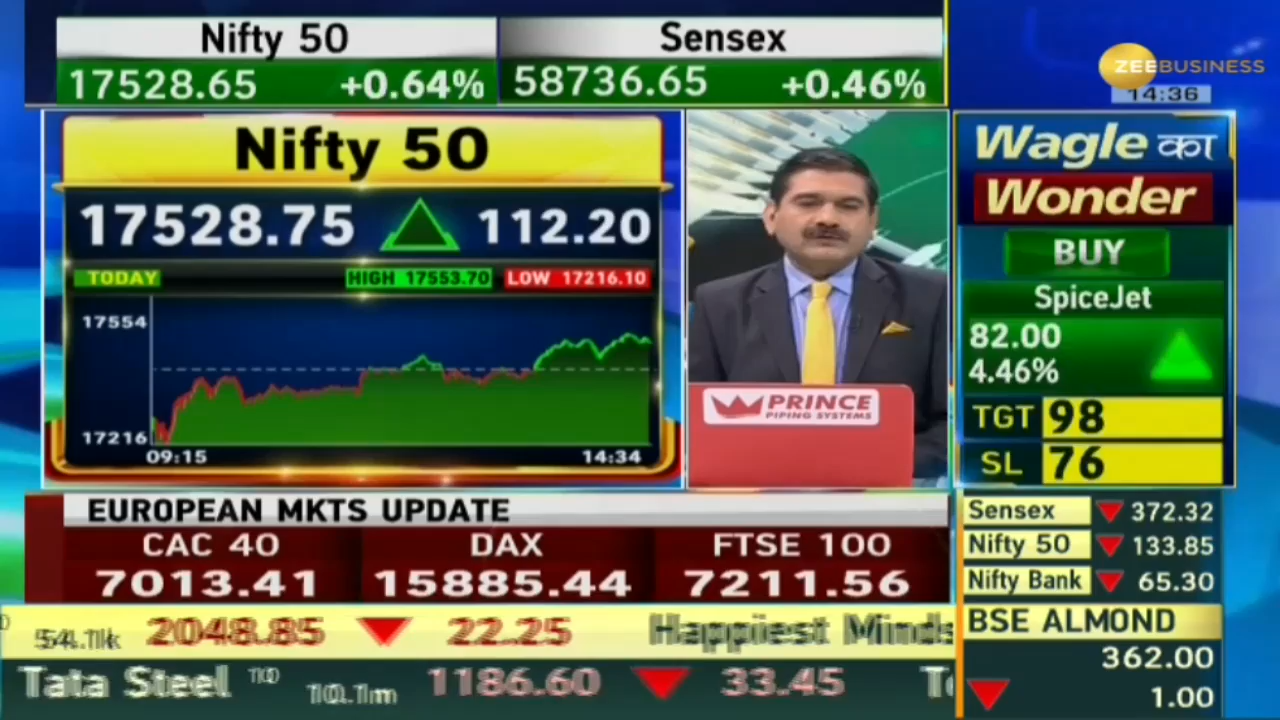 Nifty 50
17528.65 +0.64%
Sensex
58736.65 +0.46%
ZEEBUSINESS
14:36
Nifty 50
17528.75 112.20
TODAY HIGH 17553.70 LOW 17216.10
17554
17216
09:15 14:34
PRINCE
PIPING SYSTEMS
Wagle का
Wonder
BUY
SpiceJet
82.00
4.46%
TGT 98
SL 76
EUROPEAN MKTS UPDATE
CAC 40 DAX FTSE 100
7013.41 15885.44 7211.56
Sensex 372.32
Nifty 50 133.85
Nifty Bank 65.30
BSE ALMOND
362.00
1.00
54.1k 2048.85 22.25 Happiest Minds
Tata Steel 10.1m 1186.60 33.45